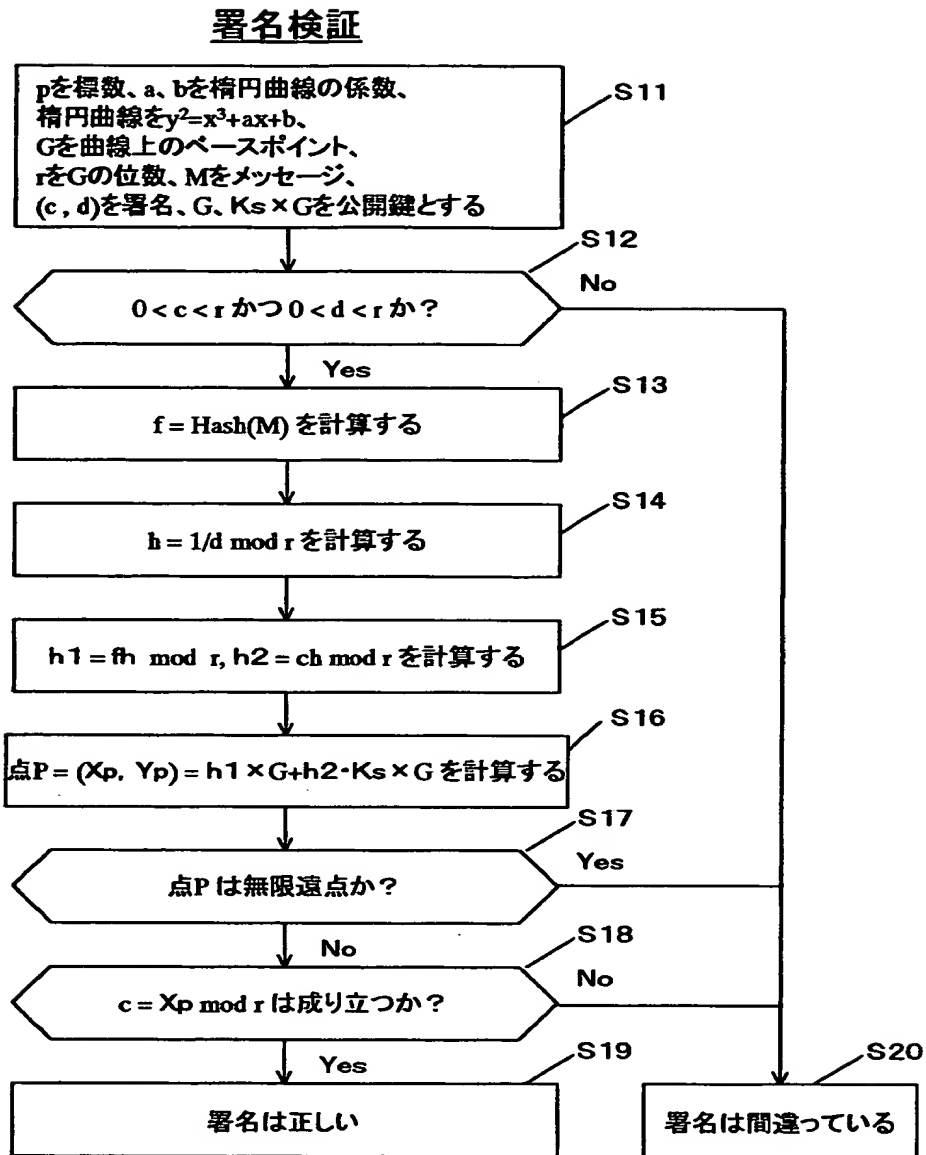 署名検証
pを標数、a、bを楕円曲線の係数、
楕円曲線をy²=x³+ax+b、
Gを曲線上のベースポイント、
rをGの位数、Mをメッセージ、
(c , d)を署名、G、Ks×Gを公開鍵とする
S11
S12
0 < c < r かつ 0 < d < r か？
No
Yes
S13
f = Hash(M) を計算する
S14
h = 1/d mod r を計算する
S15
h1 = fh mod r, h2 = ch mod r を計算する
S16
点P = (Xp, Yp) = h1×G+h2・Ks×G を計算する
S17
点P は無限遠点か？
Yes
No
S18
c = Xp mod r は成り立つか？
No
Yes
S19
署名は正しい
S20
署名は間違っている